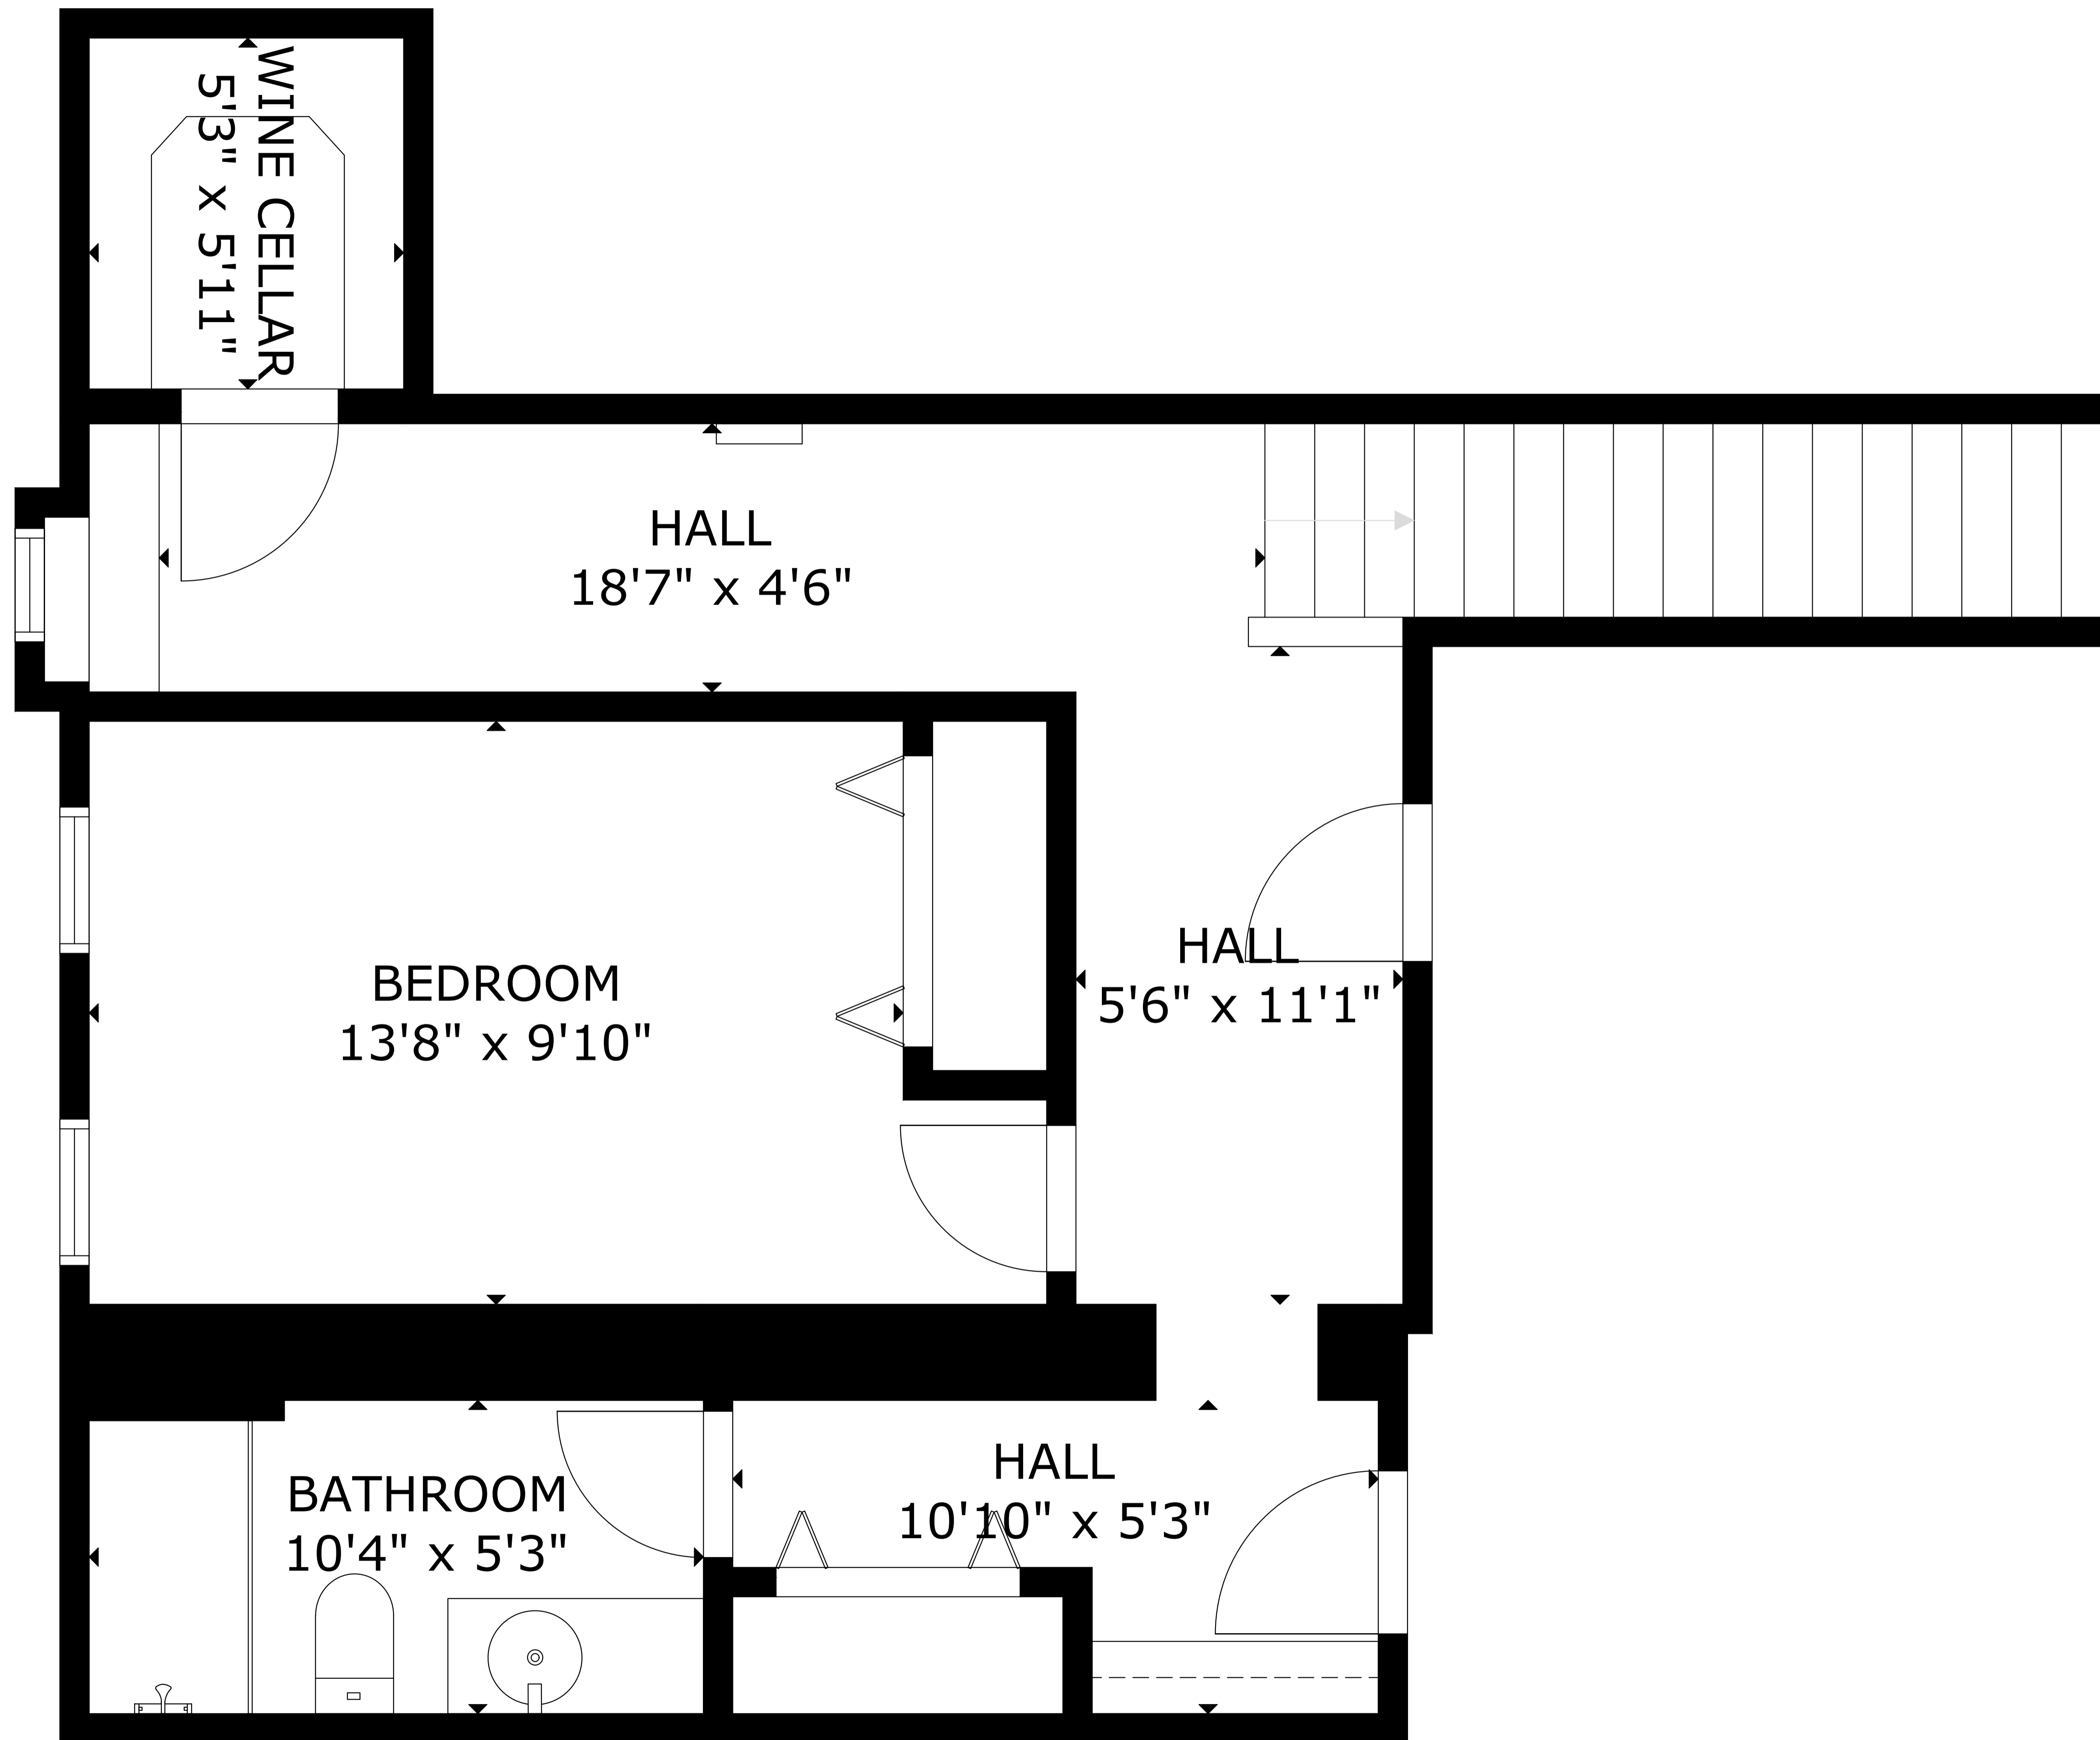 WINE CELLAR
5'3" x 5'11"
HALL
18'7" x 4'6"
HALL
5'6" x 11'1"
BEDROOM
13'8" x 9'10"
HALL
10'10" x 5'3"
BATHROOM
10'4" x 5'3"